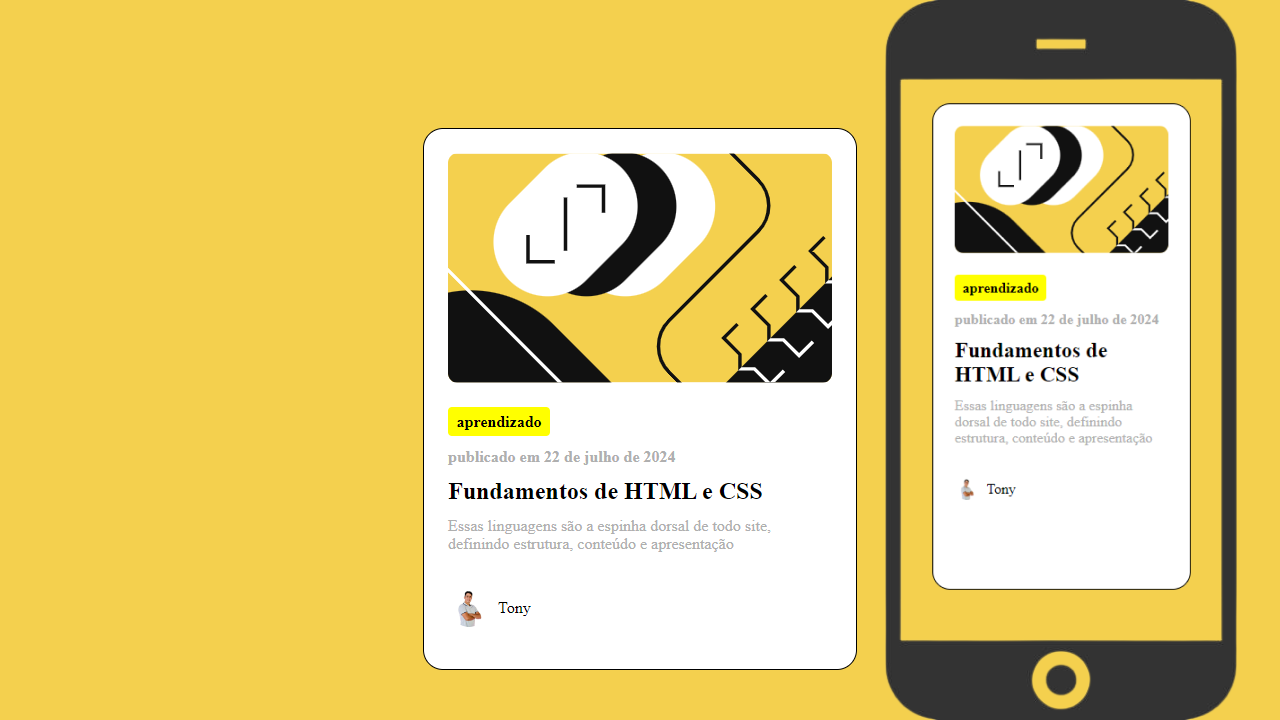 aprendizado
publicado em 22 de julho de 2024
Fundamentos de HTML e CSS
Essas linguagens são a espinha dorsal de todo site,
definindo estrutura, conteúdo e apresentação
Tony
aprendizado
publicado em 22 de julho de 2024
Fundamentos de
HTML e CSS
Essas linguagens são a espinha
dorsal de todo site, definindo
estrutura, conteúdo e apresentação
Tony